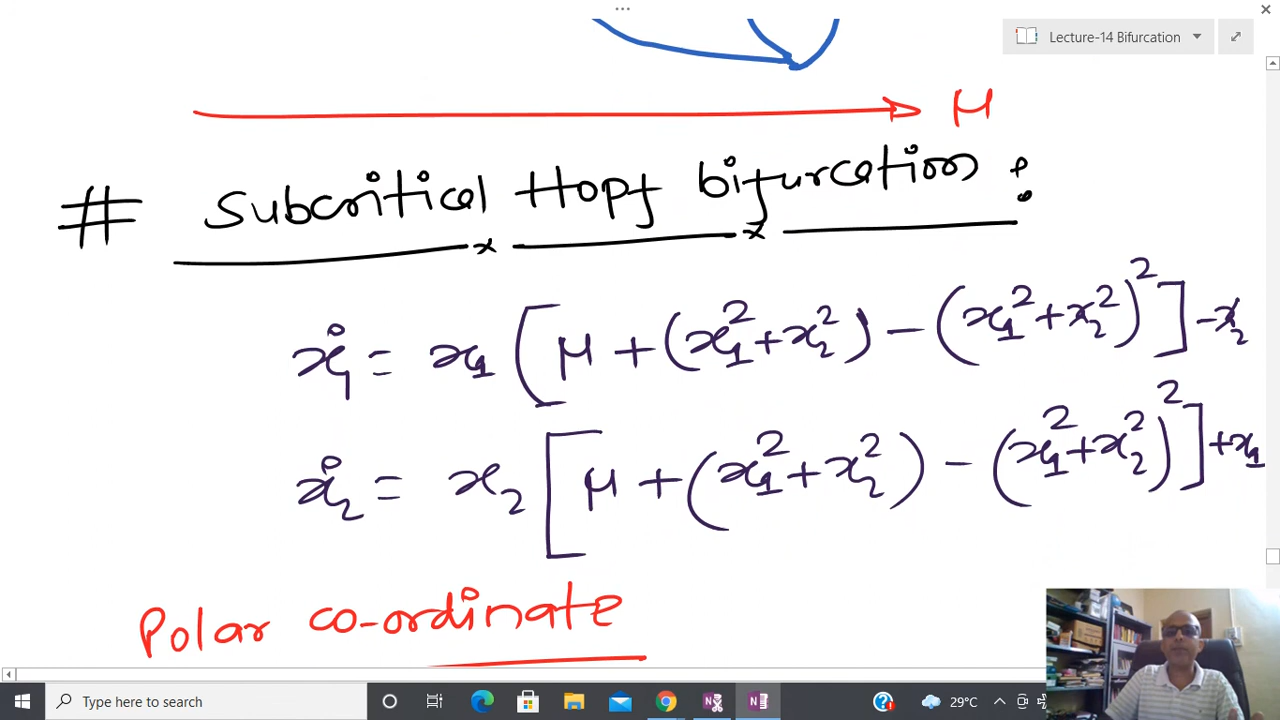 Lecture-14 Bifurcation
μ
# Subcritical Hopf bifurcation :
ẋ₁ = x₁ [μ + (x₁² + x₂²) − (x₁² + x₂²)²] − x₂
ẋ₂ = x₂ [μ + (x₁² + x₂²) − (x₁² + x₂²)²] + x₁
Polar co-ordinate
Type here to search
29°C